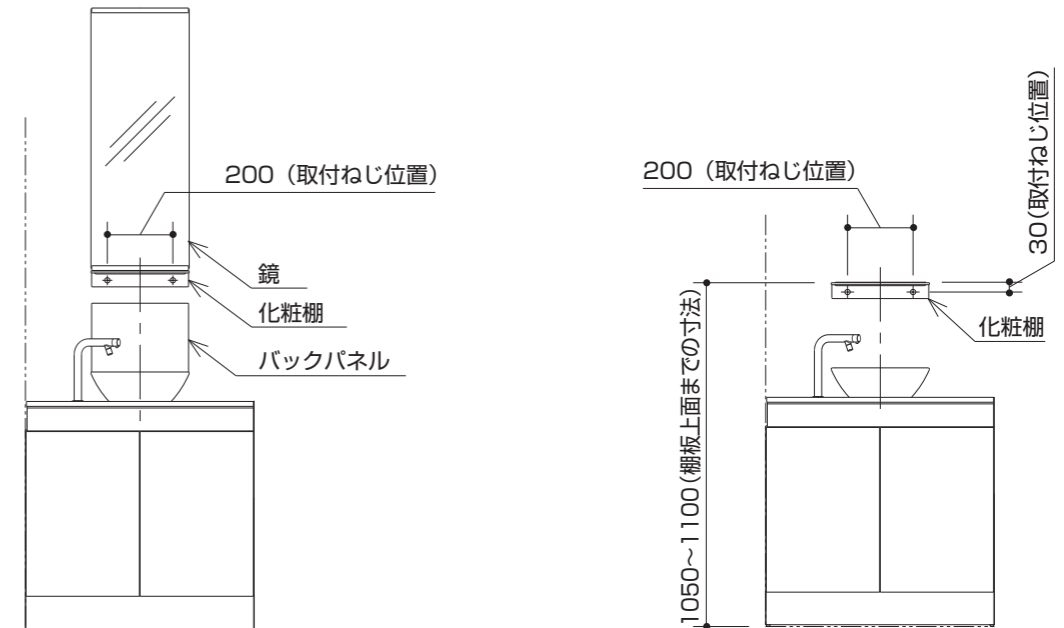 200（取付ねじ位置）
鏡
化粧棚
バックパネル
200（取付ねじ位置）
30（取付ねじ位置）
化粧棚
1050～1100（棚板上面までの寸法）